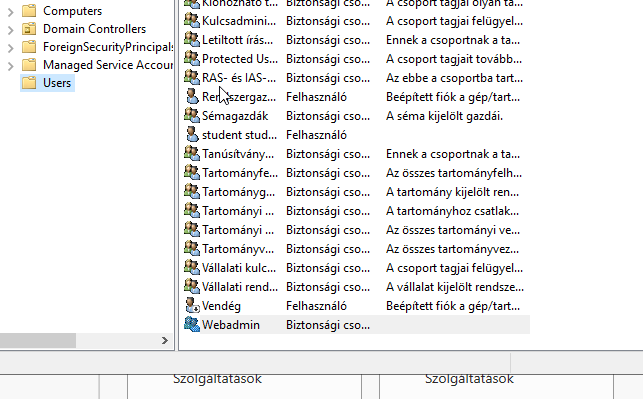 Computers
Domain Controllers
ForeignSecurityPrincipals
Managed Service Accour
Users
Klónozható t... Biztonsági cso... A csoport tagjai olyan ta...
Kulcsadmini... Biztonsági cso... A csoport tagjai felügyel...
Letiltott írás... Biztonsági cso... Ennek a csoportnak a ta...
Protected Us... Biztonsági cso... A csoport tagjait tovább...
RAS- és IAS-... Biztonsági cso... Az ebbe a csoportba tart...
Rendszergaz... Felhasználó Beépített fiók a gép/tart...
Sémagazdák Biztonsági cso... A séma kijelölt gazdái.
student stud... Felhasználó
Tanúsítvány... Biztonsági cso... Ennek a csoportnak a ta...
Tartományfe... Biztonsági cso... Az összes tartományfelh...
Tartományg... Biztonsági cso... A tartomány kijelölt ren...
Tartományi ... Biztonsági cso... A tartományhoz csatlak...
Tartományi ... Biztonsági cso... Az összes tartományi ve...
Tartományv... Biztonsági cso... Az összes tartományvez...
Vállalati kulc... Biztonsági cso... A csoport tagjai felügyel...
Vállalati rend... Biztonsági cso... A vállalat kijelölt rendsze...
Vendég Felhasználó Beépített fiók a gép/tart...
Webadmin Biztonsági cso...
Szolgáltatások Szolgáltatások